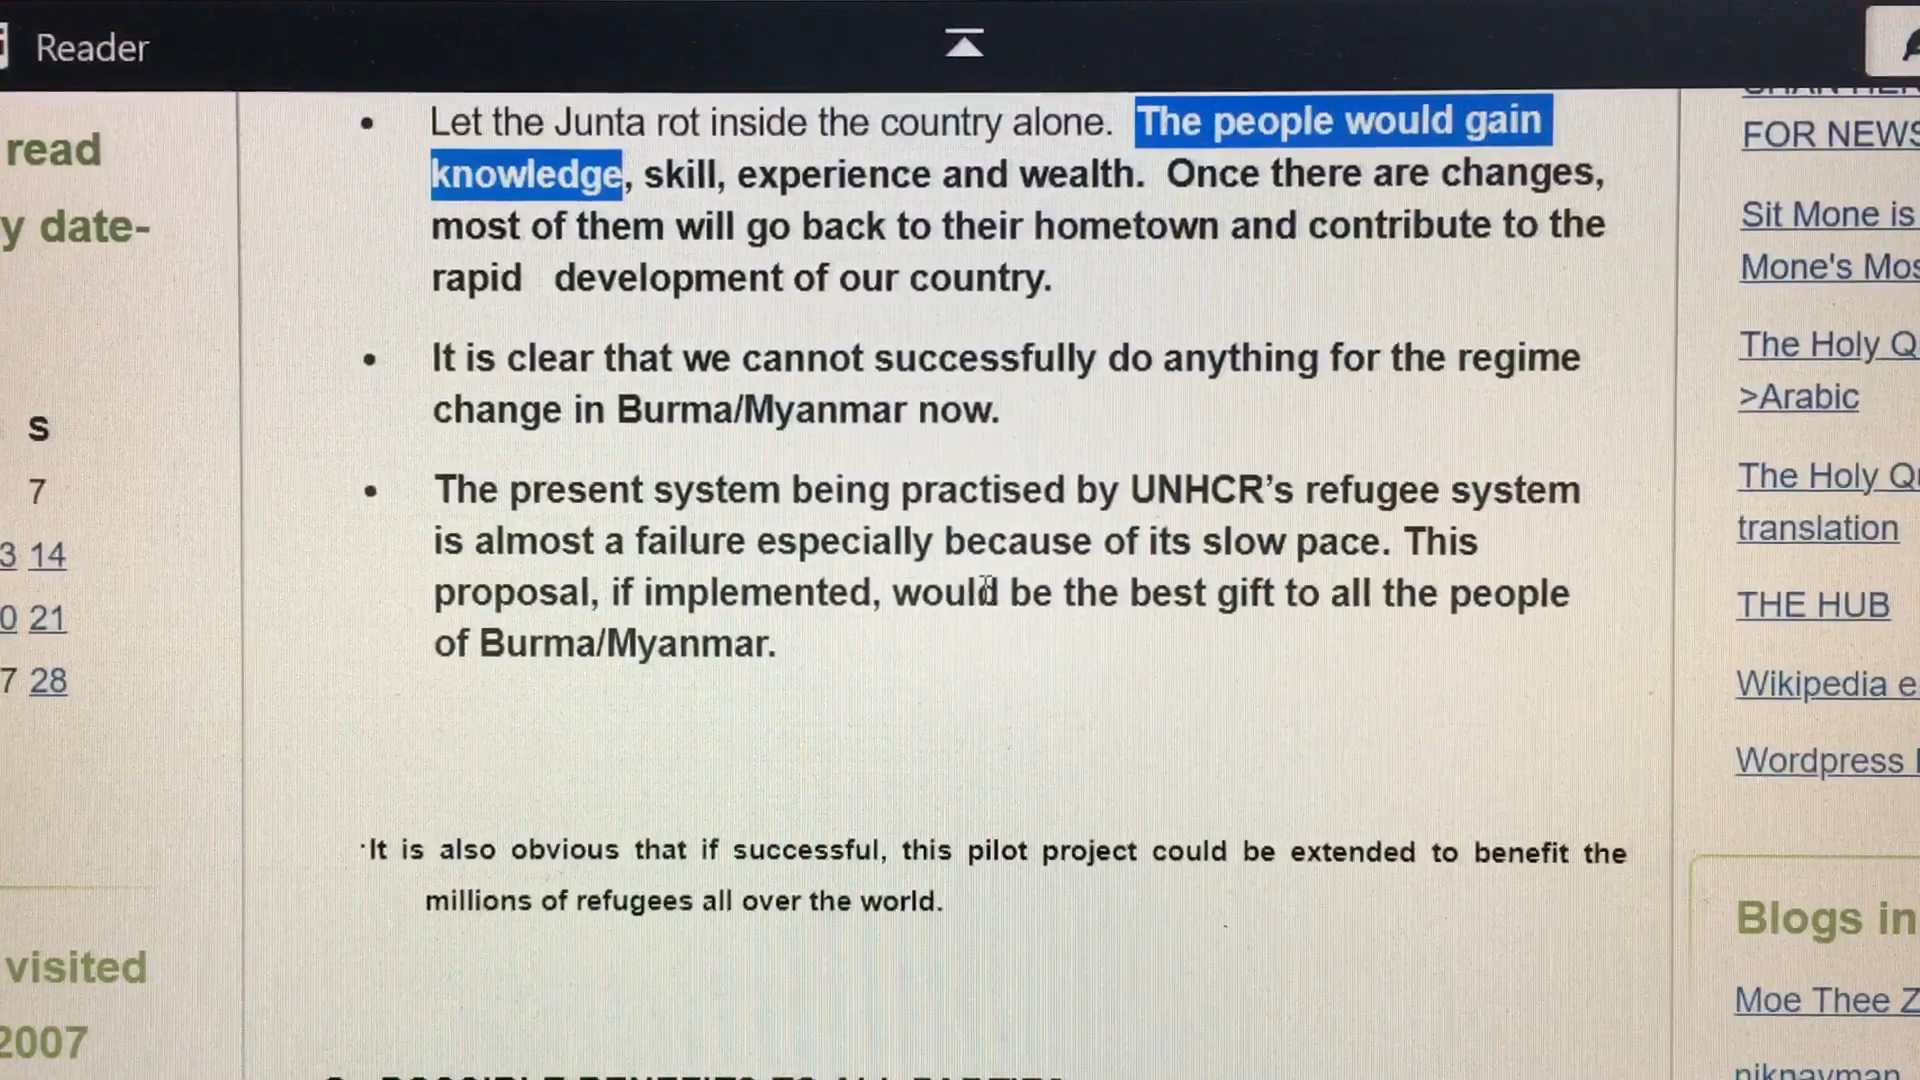 Reader
read
y date-
S
7
3 14
0 21
7 28
visited
2007
• Let the Junta rot inside the country alone. The people would gain
knowledge, skill, experience and wealth. Once there are changes,
most of them will go back to their hometown and contribute to the
rapid development of our country.
• It is clear that we cannot successfully do anything for the regime
change in Burma/Myanmar now.
• The present system being practised by UNHCR’s refugee system
is almost a failure especially because of its slow pace. This
proposal, if implemented, would be the best gift to all the people
of Burma/Myanmar.
·It is also obvious that if successful, this pilot project could be extended to benefit the
millions of refugees all over the world.
FOR NEWS
Sit Mone is
Mone's Mos
The Holy Q
>Arabic
The Holy Qu
translation
THE HUB
Wikipedia e
Wordpress
Blogs in
Moe Thee Z
niknayman